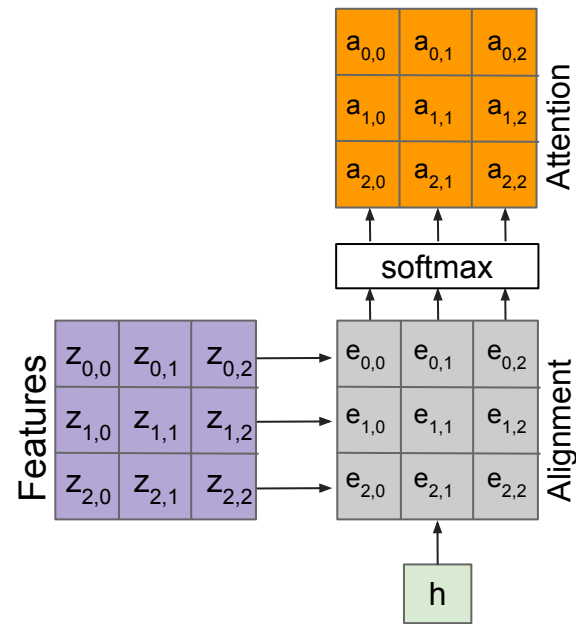 a0,0 a0,1 a0,2
a1,0 a1,1 a1,2
a2,0 a2,1 a2,2
Attention
softmax
Features
z0,0 z0,1 z0,2
z1,0 z1,1 z1,2
z2,0 z2,1 z2,2
e0,0 e0,1 e0,2
e1,0 e1,1 e1,2
e2,0 e2,1 e2,2
Alignment
h